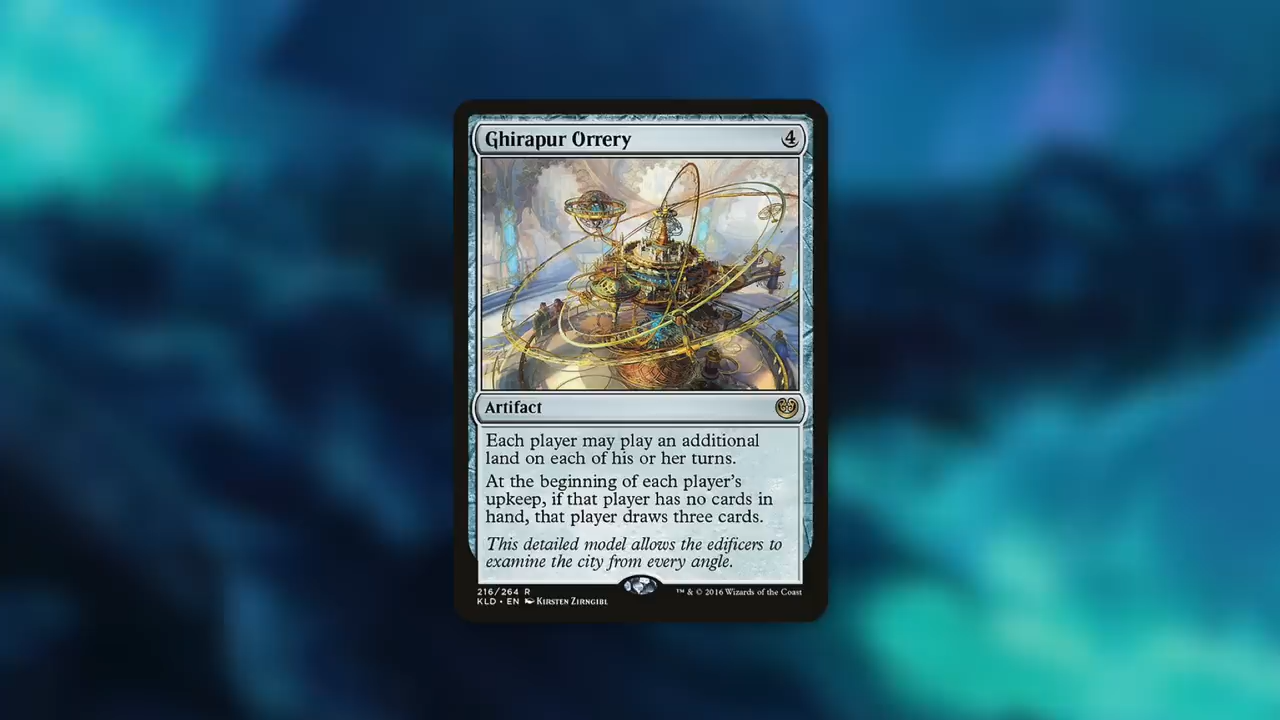 Ghirapur Orrery 4
Artifact
Each player may play an additional
land on each of his or her turns.
At the beginning of each player's
upkeep, if that player has no cards in
hand, that player draws three cards.
This detailed model allows the edificers to
examine the city from every angle.
216/264 R
KLD • EN Kirsten Zirngibl
™ & © 2016 Wizards of the Coast